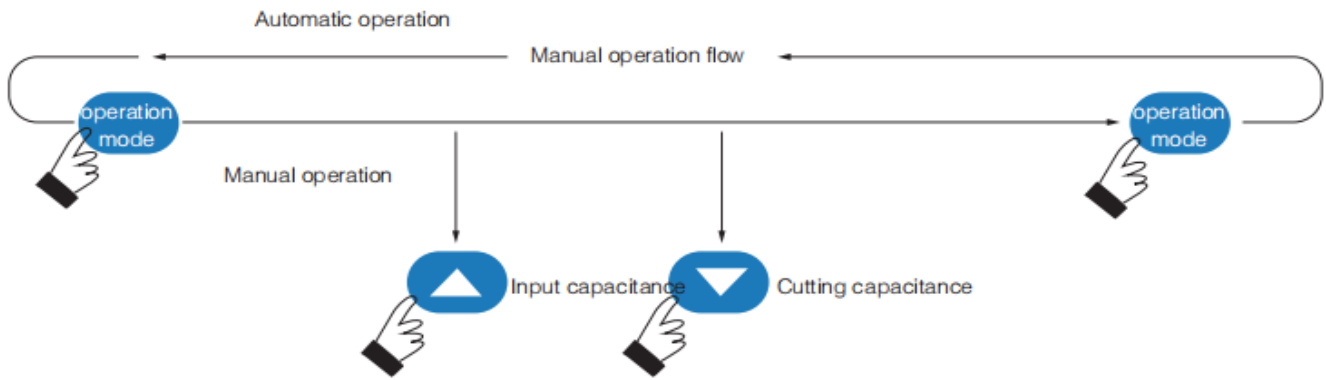 Automatic operation
Manual operation flow
operation
mode
operation
mode
Manual operation
Input capacitance
Cutting capacitance